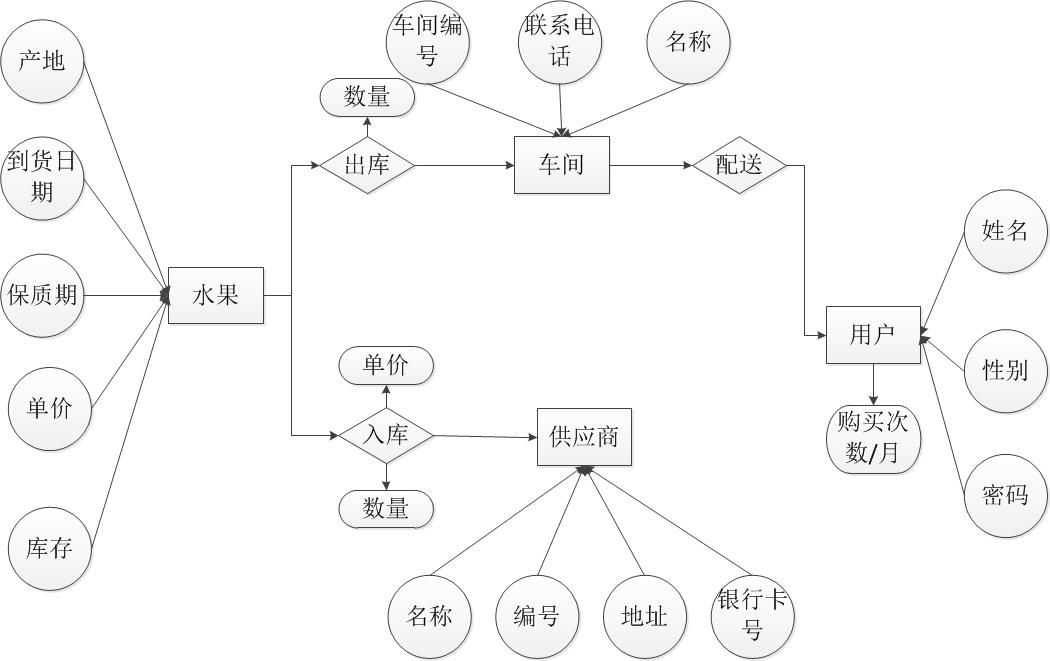 车间编
号
联系电
话
名称
产地
数量
到货日
期
出库
车间
配送
姓名
保质期
水果
用户
单价
性别
单价
入库
供应商
购买次
数/月
数量
密码
库存
名称
编号
地址
银行卡
号